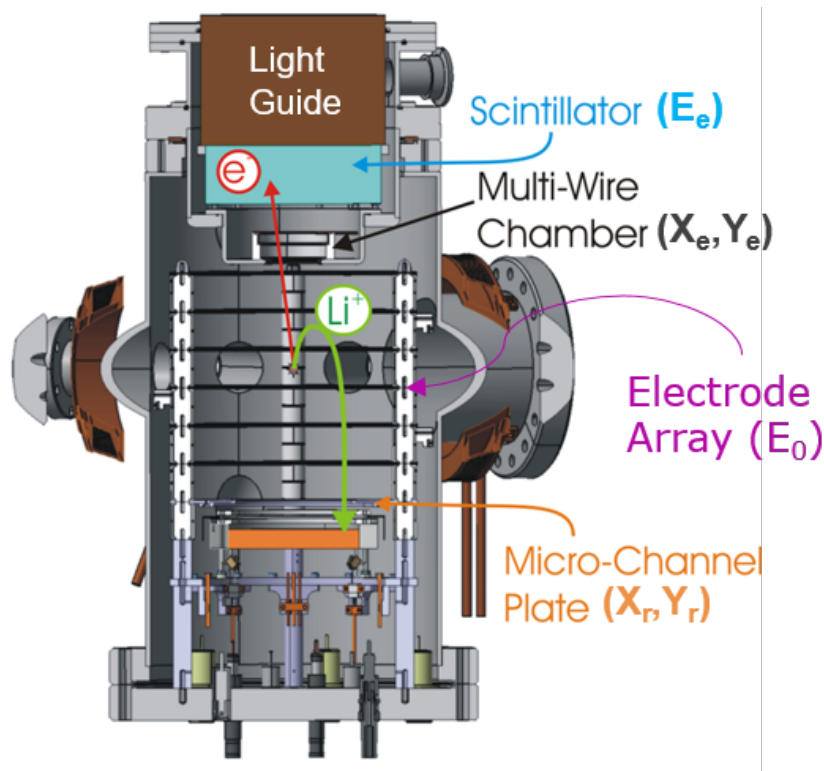 Light
Guide
Scintillator (Eₑ)
e⁻
Multi-Wire
Chamber (Xₑ,Yₑ)
Li⁺
Electrode
Array (E₀)
Micro-Channel
Plate (Xᵣ,Yᵣ)